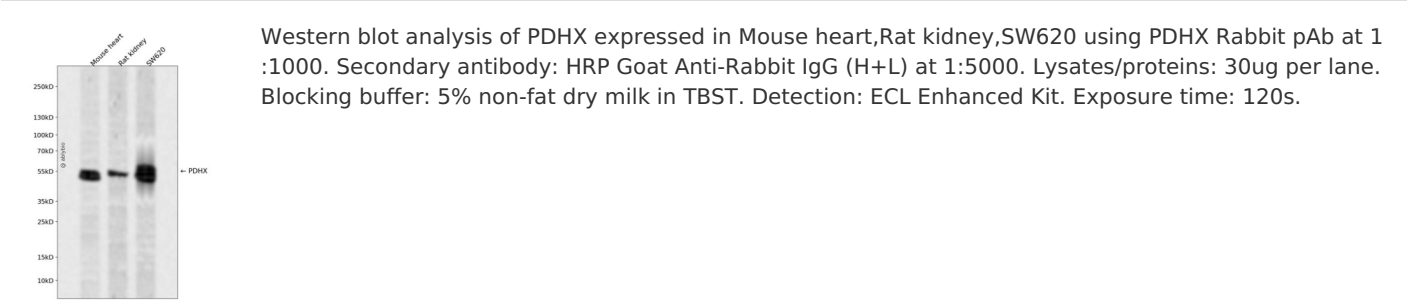 Mouse heart
Rat kidney
SW620
250kD
130kD
100kD
70kD
55kD
35kD
25kD
15kD
10kD
@ abybio
← PDHX
Western blot analysis of PDHX expressed in Mouse heart,Rat kidney,SW620 using PDHX Rabbit pAb at 1
:1000. Secondary antibody: HRP Goat Anti-Rabbit IgG (H+L) at 1:5000. Lysates/proteins: 30ug per lane.
Blocking buffer: 5% non-fat dry milk in TBST. Detection: ECL Enhanced Kit. Exposure time: 120s.